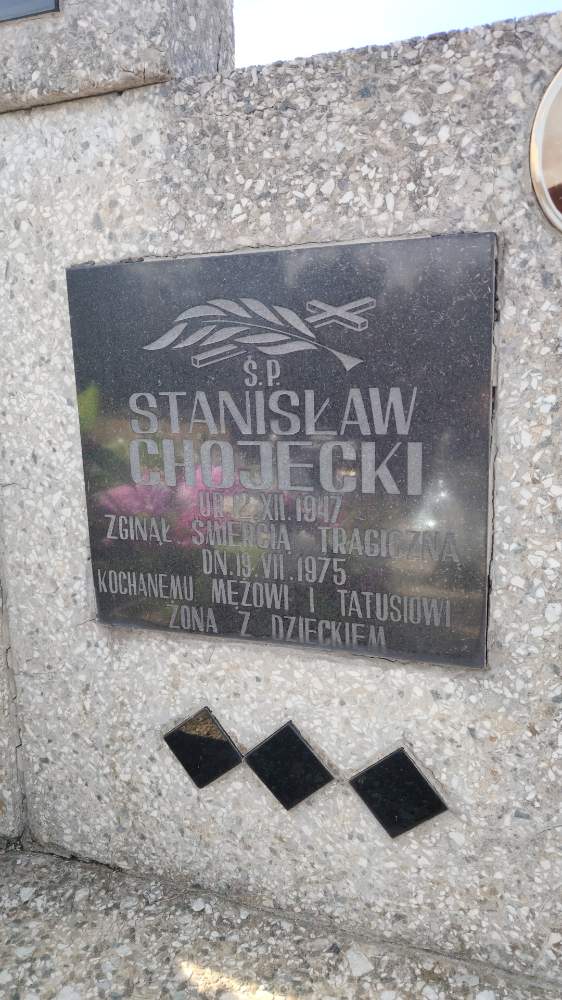 Ś.P.
STANISŁAW
CHOJECKI
UR.12.XII.1947
ZGINĄŁ ŚMIERCIĄ TRAGICZNĄ
DN.19.VII.1975
KOCHANEMU MĘŻOWI I TATUSIOWI
ŻONA Z DZIECKIEM